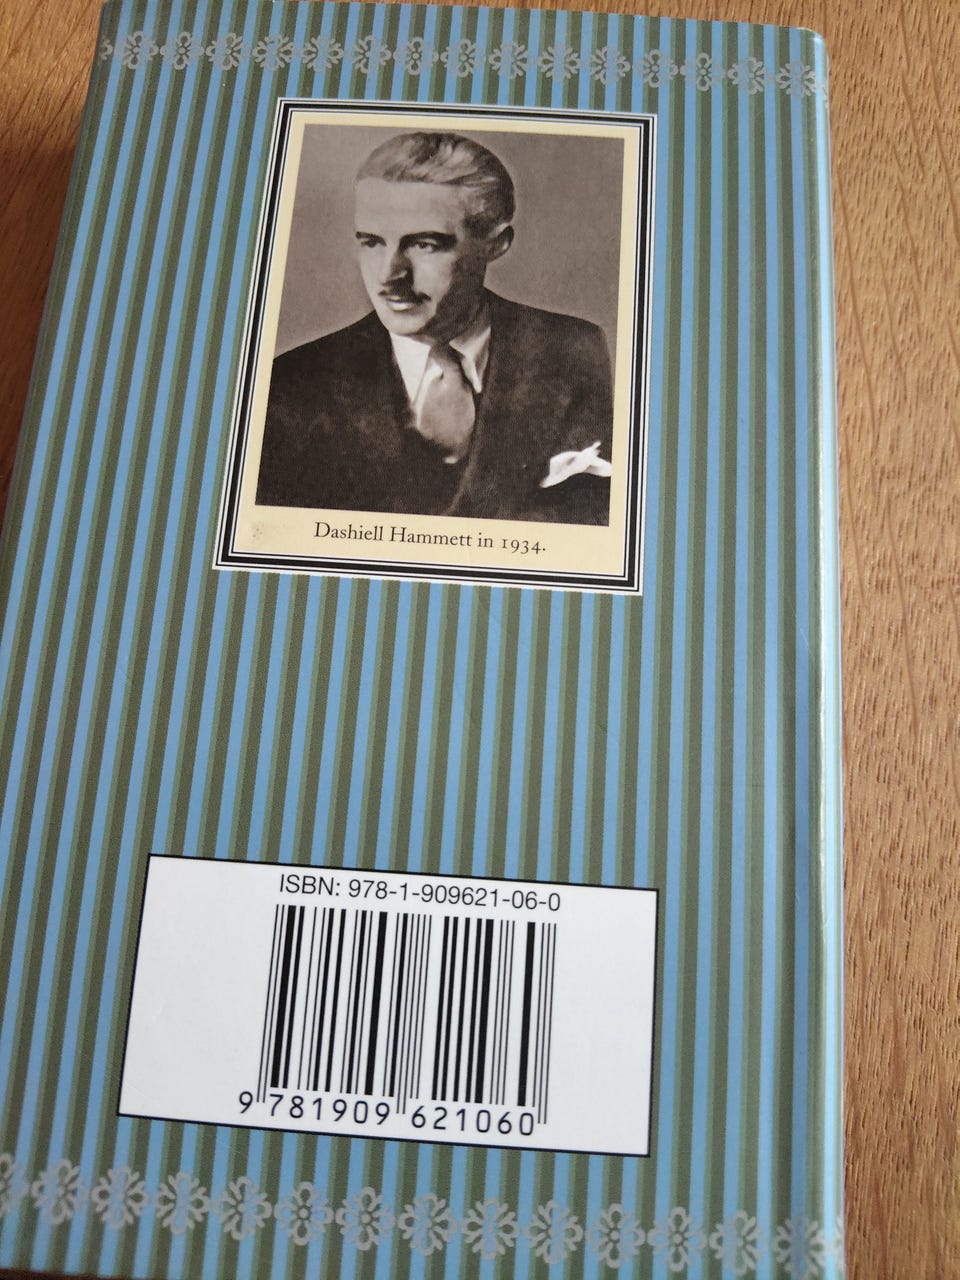 Dashiell Hammett in 1934.
ISBN: 978-1-909621-06-0
9 781909 621060